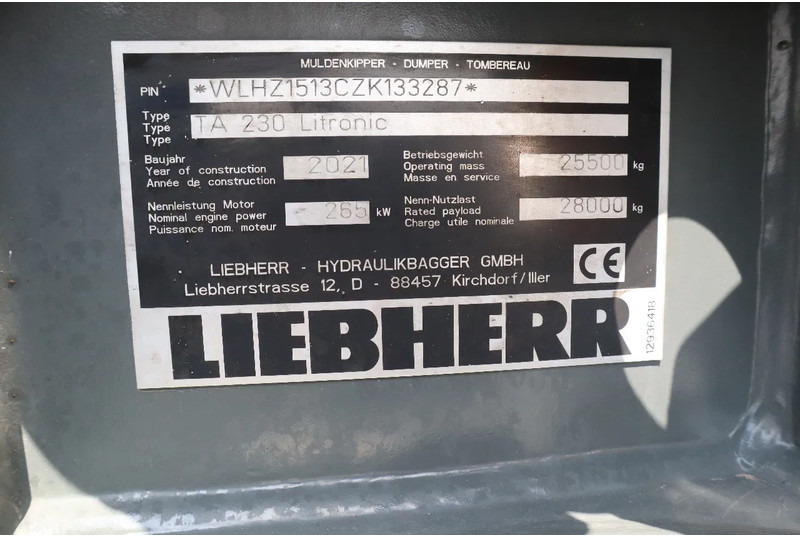 MULDENKIPPER - DUMPER - TOMBEREAU
PIN *WLHZ1513CZK133287*
Type
Type TA 230 Litronic
Type
Baujahr
Year of construction 2021
Année de construction
Betriebsgewicht
Operating mass 25500 kg
Masse en service
Nennleistung Motor
Nominal engine power 265 kW
Puissance nom. moteur
Nenn-Nutzlast
Rated payload 28000 kg
Charge utile nominale
LIEBHERR - HYDRAULIKBAGGER GMBH
Liebherrstrasse 12, D - 88457 Kirchdorf/Iller
CE
LIEBHERR
12936418